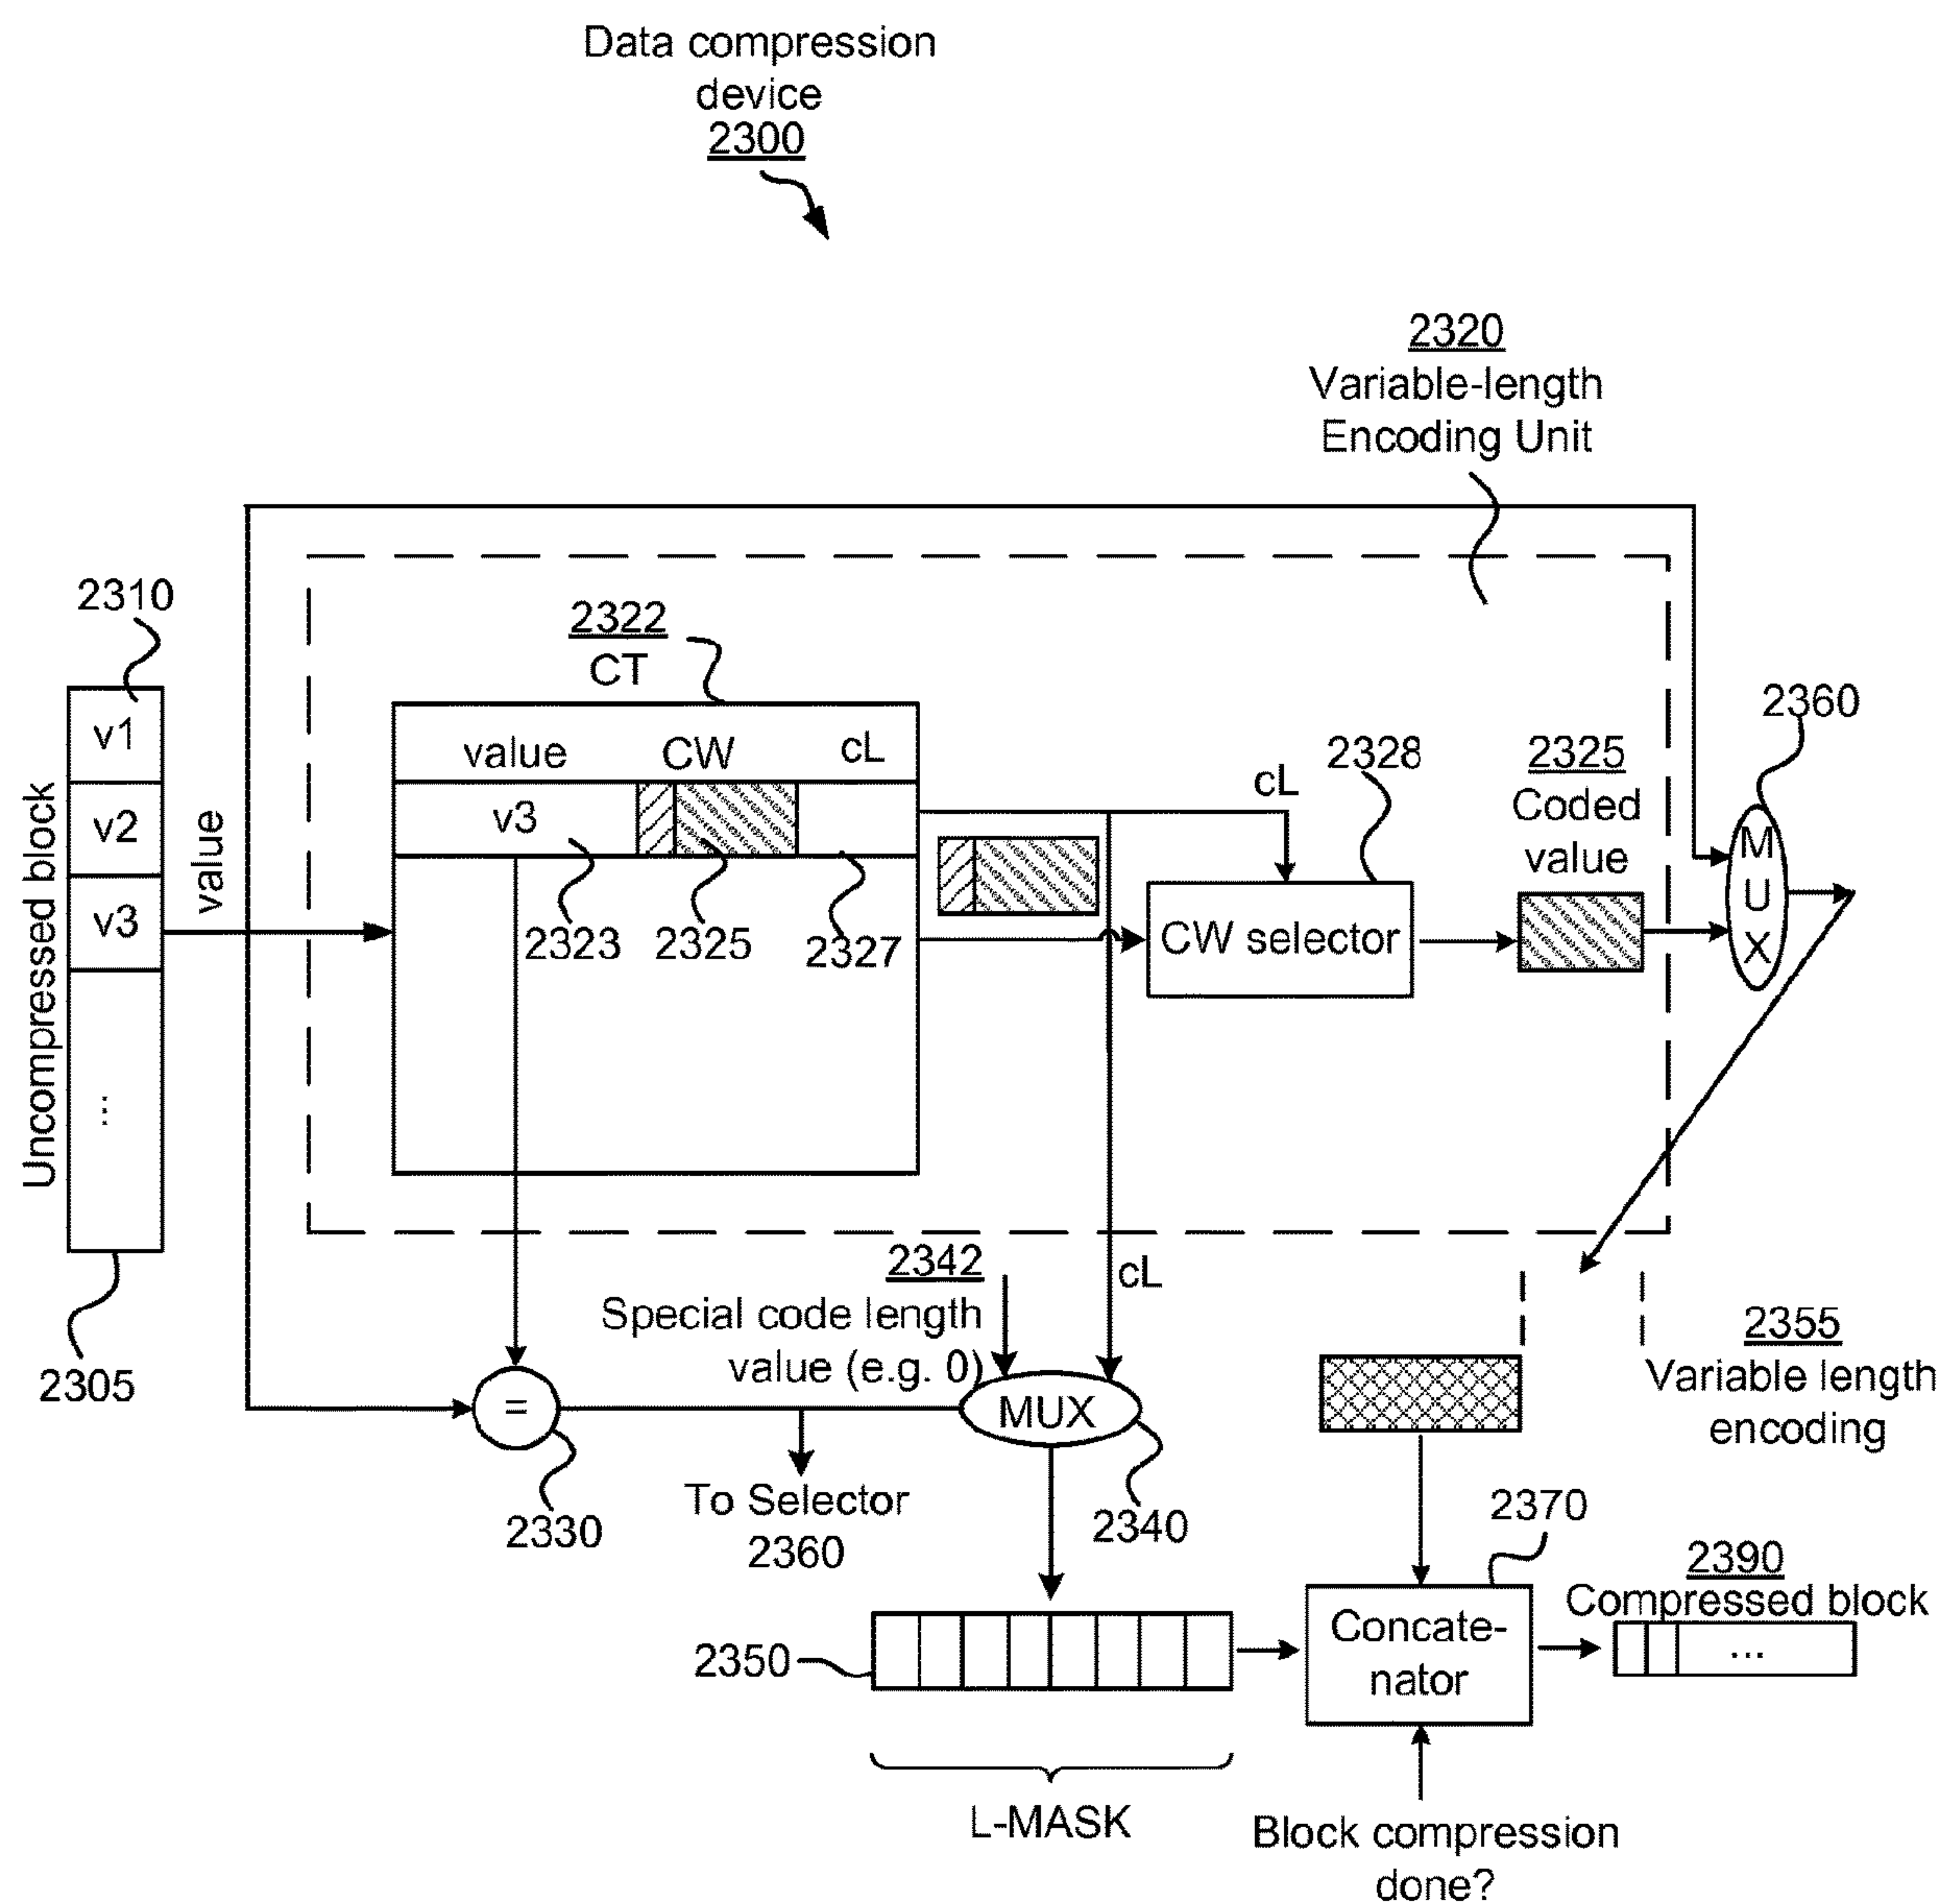 Data compression
device
2300
2320
Variable-length
Encoding Unit
2310
2322
CT
2360
value
CW
cL
2328
2325
Coded
value
cL
v1
v2
v3
...
Uncompressed block
value
v3
2323
2325
2327
CW selector
M
U
X
2342
Special code length
value (e.g. 0)
cL
2305
=
MUX
2355
Variable length
encoding
2330
To Selector
2360
2340
2370
2390
Compressed block
2350
Concate-
nator
...
L-MASK
Block compression
done?